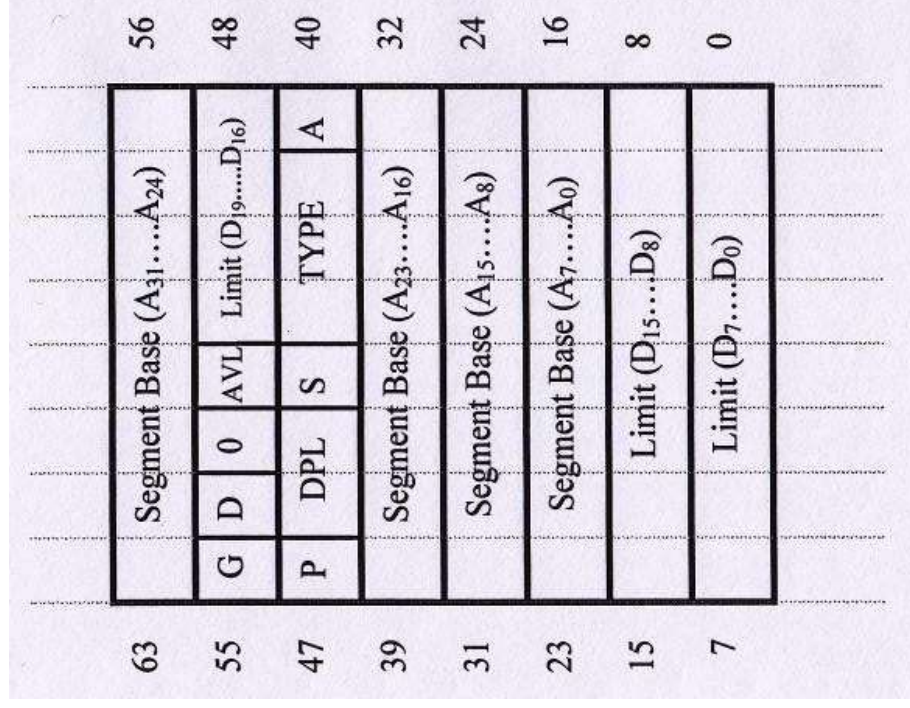 63 Segment Base (A31....A24) 56
55 G D 0 AVL Limit (D19.....D16) 48
47 P DPL S TYPE A 40
39 Segment Base (A23....A16) 32
31 Segment Base (A15....A8) 24
23 Segment Base (A7....A0) 16
15 Limit (D15....D8) 8
7 Limit (D7....D0) 0